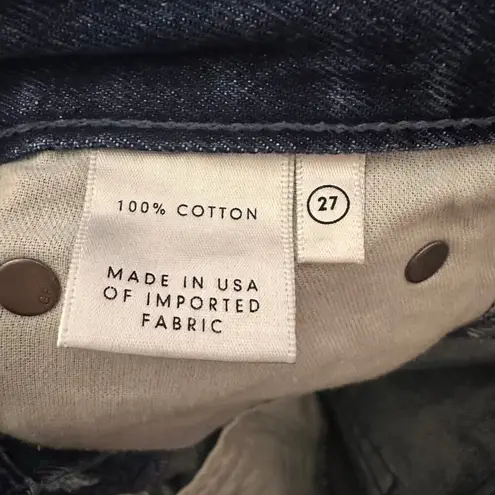 100% COTTON
27
MADE IN USA
OF IMPORTED
FABRIC